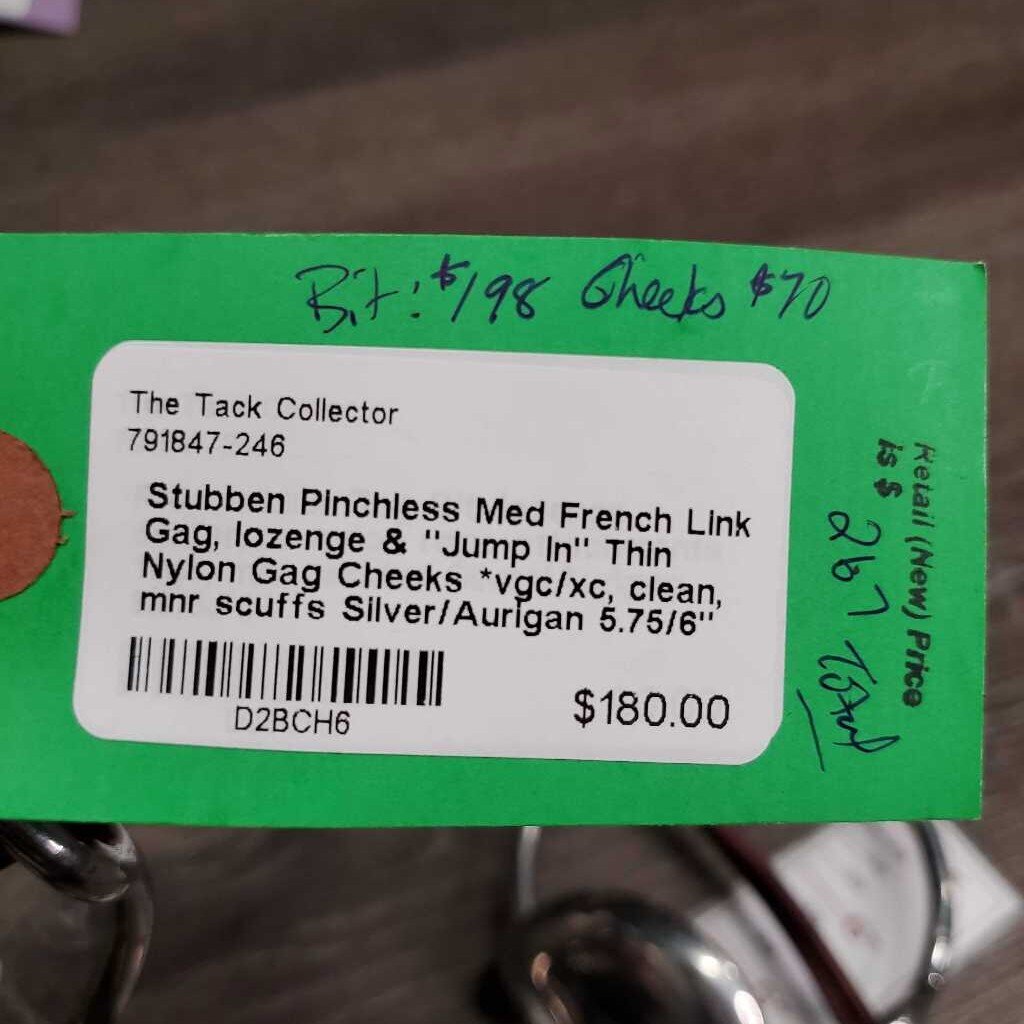 Bit: $198 Cheeks $70
The Tack Collector
791847-246
Stubben Pinchless Med French Link
Gag, lozenge & "Jump In" Thin
Nylon Gag Cheeks *vgc/xc, clean,
mnr scuffs Silver/Aurigan 5.75/6"
D2BCH6
$180.00
Retail (New) Price
is $
267 Total